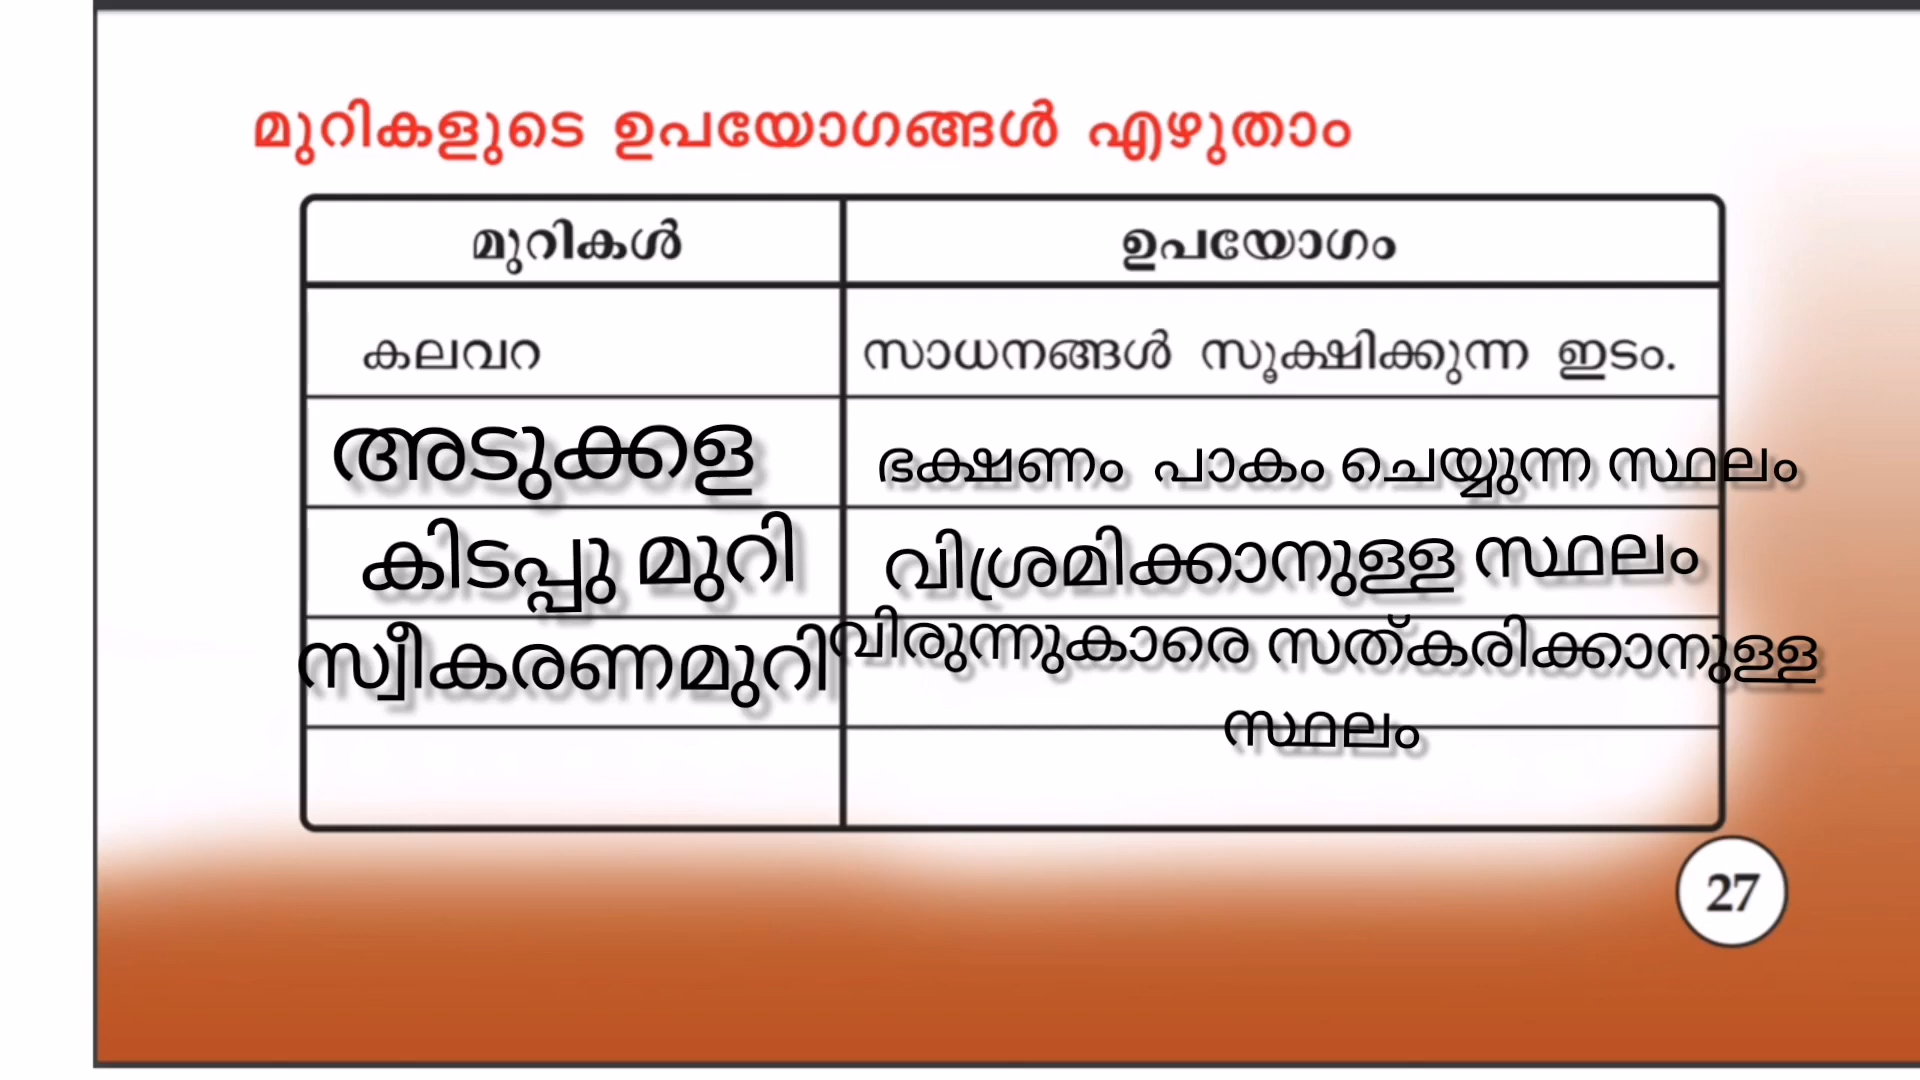 മുറികളുടെ ഉപയോഗങ്ങൾ എഴുതാം
മുറികൾ ഉപയോഗം
കലവറ സാധനങ്ങൾ സൂക്ഷിക്കുന്ന ഇടം.
അടുക്കള ഭക്ഷണം പാകം ചെയ്യുന്ന സ്ഥലം
കിടപ്പു മുറി വിശ്രമിക്കാനുള്ള സ്ഥലം
സ്വീകരണമുറി വിരുന്നുകാരെ സത്കരിക്കാനുള്ള
സ്ഥലം
27